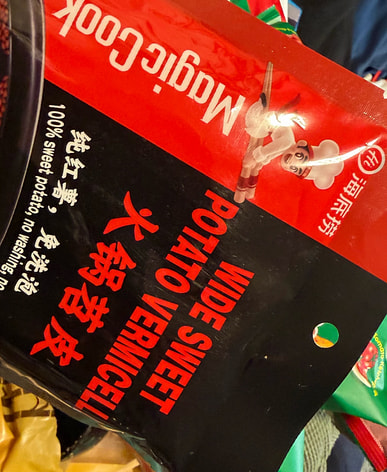 海底捞
MagicCook
WIDE SWEET
POTATO VERMICELLI
火锅苕皮
纯红薯，免洗泡
100% sweet potato, no washing, no